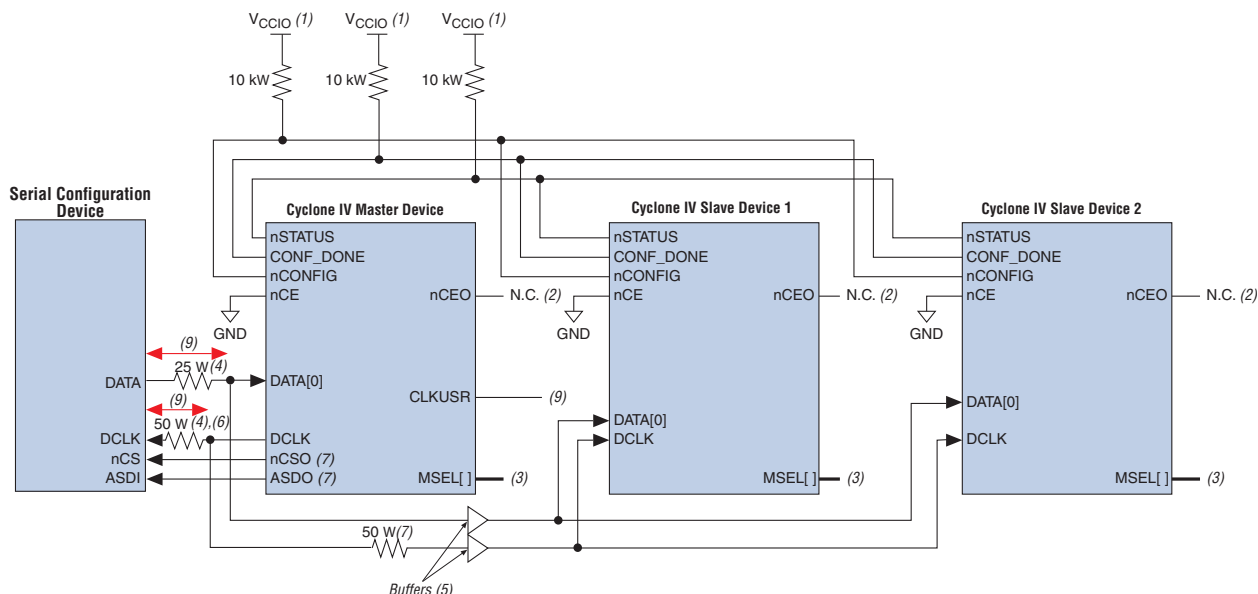 VCCIO (1) VCCIO (1) VCCIO (1)
10 kW 10 kW 10 kW
Serial Configuration
Device
DATA
DCLK
nCS
ASDI
(9)
25 W(4)
(9)
50 W (4),(6)
Cyclone IV Master Device
nSTATUS
CONF_DONE
nCONFIG
nCE
GND
nCEO N.C. (2)
DATA[0]
CLKUSR (9)
DCLK
nCSO (7)
ASDO (7)
MSEL[ ] (3)
Cyclone IV Slave Device 1
nSTATUS
CONF_DONE
nCONFIG
nCE
GND
nCEO N.C. (2)
DATA[0]
DCLK
MSEL[ ] (3)
Cyclone IV Slave Device 2
nSTATUS
CONF_DONE
nCONFIG
nCE
GND
nCEO N.C. (2)
DATA[0]
DCLK
MSEL[ ] (3)
50 W(7)
Buffers (5)